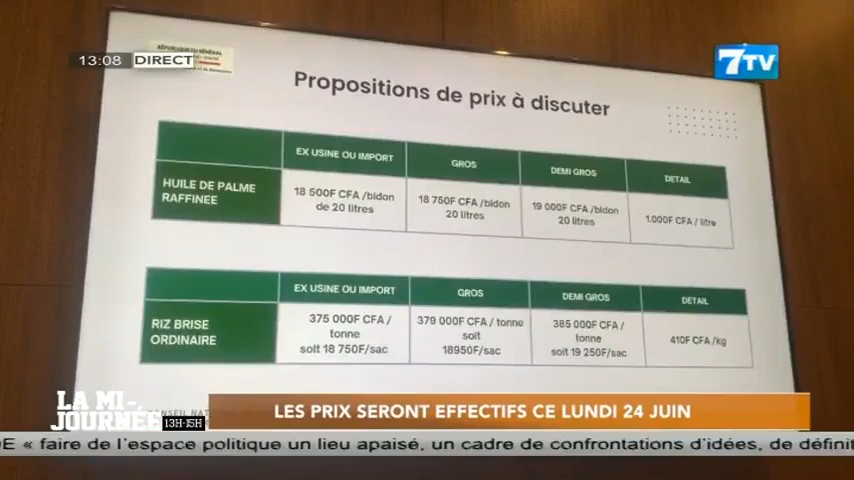 13:08 DIRECT
RÉPUBLIQUE DU SÉNÉGAL
7TV
Propositions de prix à discuter
EX USINE OU IMPORT
GROS
DEMI GROS
DETAIL
HUILE DE PALME
RAFFINEE
18 500F CFA /bidon
de 20 litres
18 750F CFA /bidon
20 litres
19 000F CFA /bidon
20 litres
1.000F CFA / litre
EX USINE OU IMPORT
GROS
DEMI GROS
DETAIL
RIZ BRISE
ORDINAIRE
375 000F CFA /
tonne
soit 18 750F/sac
379 000F CFA / tonne
soit
18950F/sac
385 000F CFA /
tonne
soit 19 250F/sac
410F CFA /kg
LA MI-
JOURNÉE
13H-15H
LES PRIX SERONT EFFECTIFS CE LUNDI 24 JUIN
DE « faire de l'espace politique un lieu apaisé, un cadre de confrontations d'idées, de définit